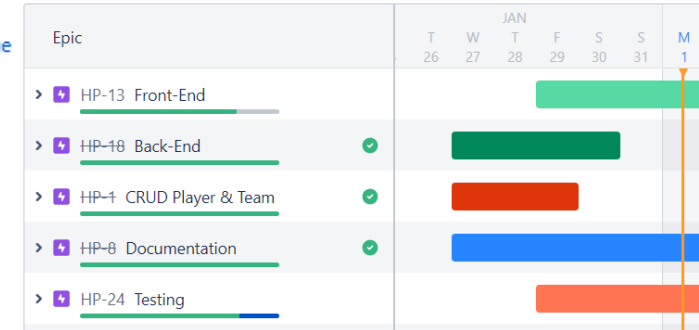 JAN
Epic
T W T F S S M
26 27 28 29 30 31 1
HP-13 Front-End
HP-18 Back-End
HP-1 CRUD Player & Team
HP-8 Documentation
HP-24 Testing